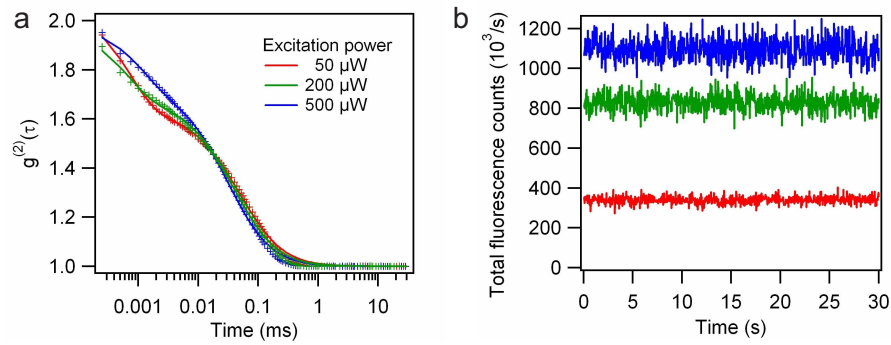 a
Excitation power
50 µW
200 µW
500 µW
g(2)(τ)
2.0
1.8
1.6
1.4
1.2
1.0
0.001 0.01 0.1 1 10
Time (ms)
b
Total fluorescence counts (10³/s)
1200
1000
800
600
400
200
0
0 5 10 15 20 25 30
Time (s)